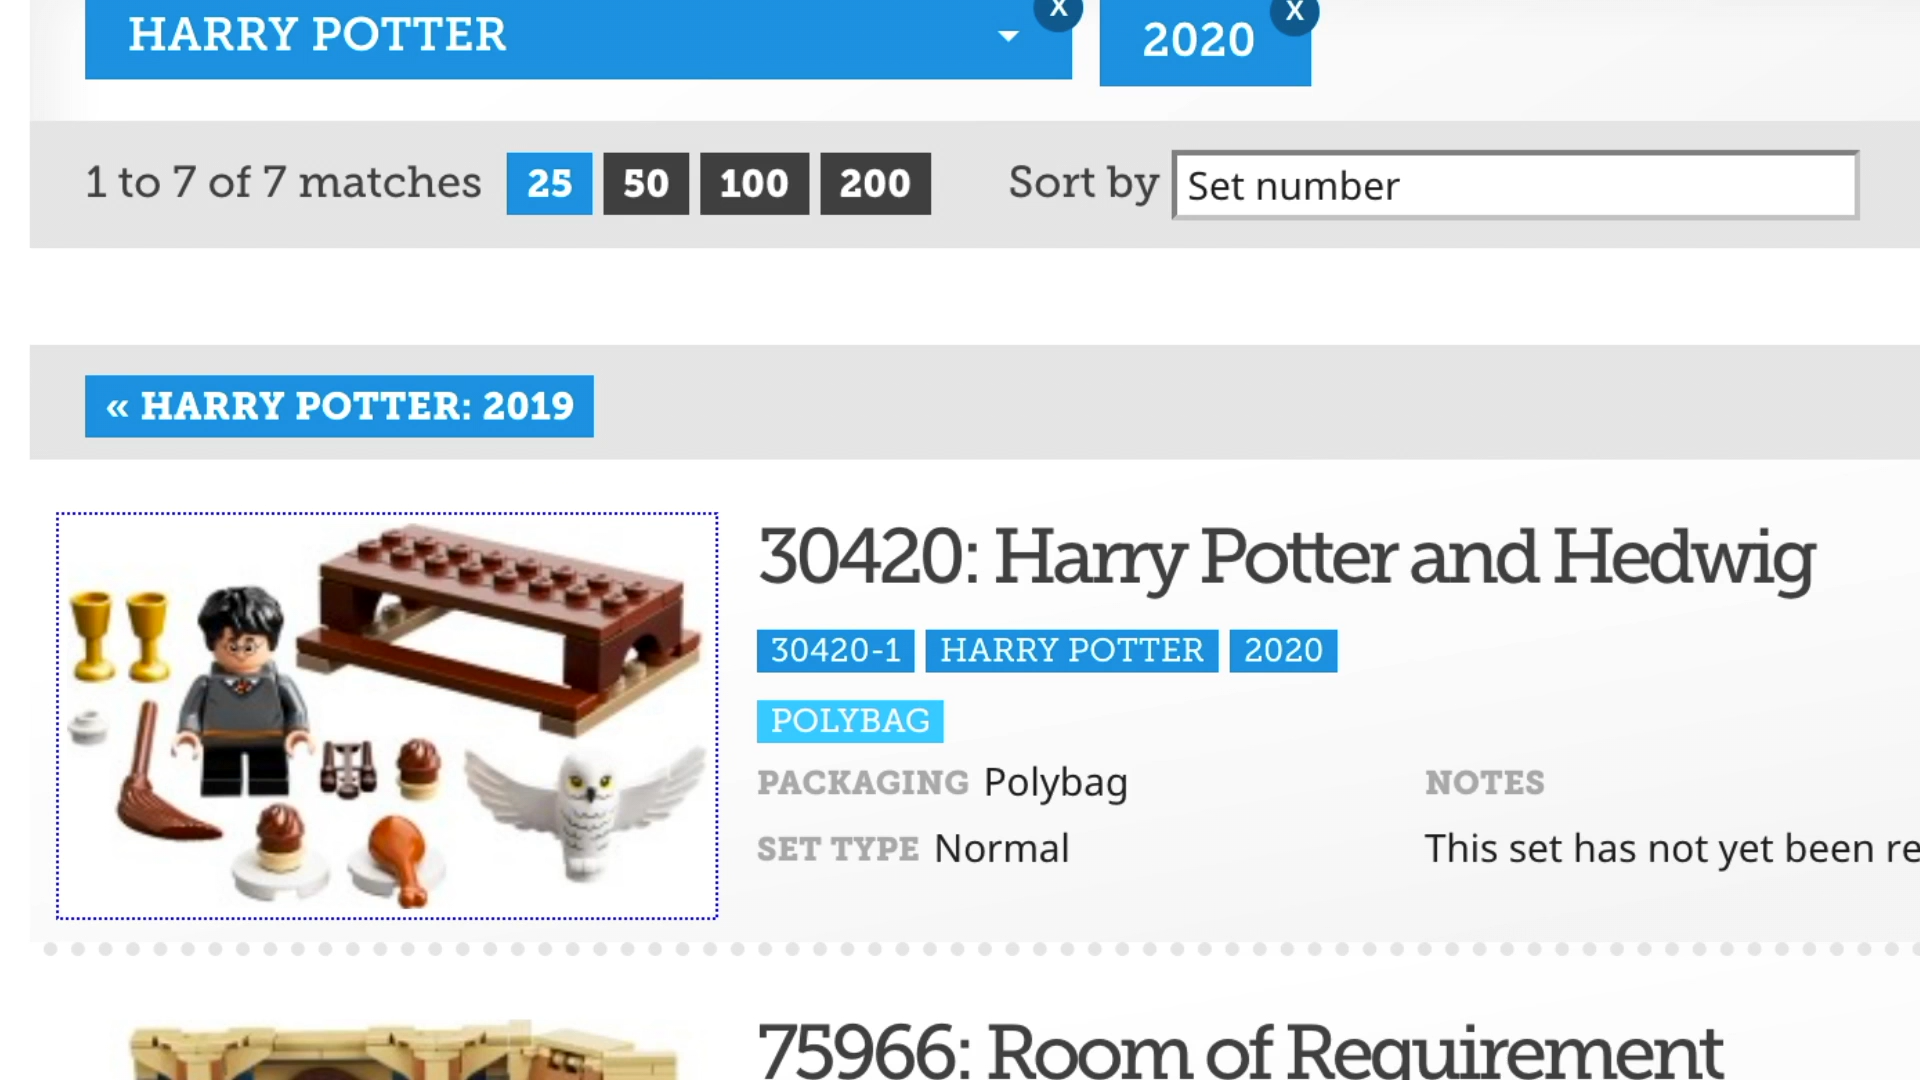 HARRY POTTER X 2020 X
1 to 7 of 7 matches 25 50 100 200 Sort by Set number
« HARRY POTTER: 2019
30420: Harry Potter and Hedwig
30420-1 HARRY POTTER 2020
POLYBAG
PACKAGING Polybag NOTES
SET TYPE Normal This set has not yet been re
75966: Room of Requirement